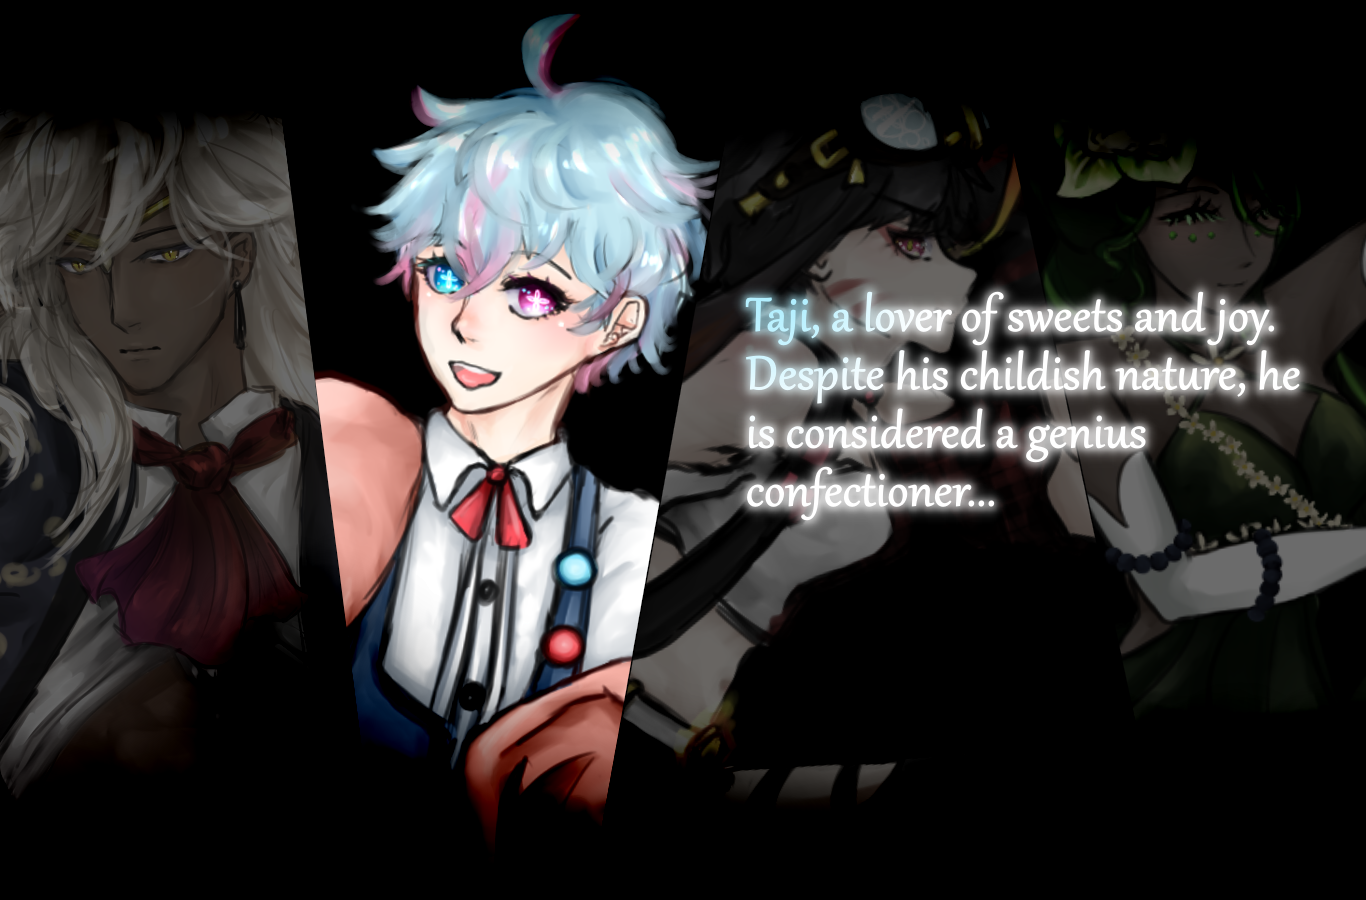 Taji, a lover of sweets and joy.
Despite his childish nature, he
is considered a genius
confectioner...